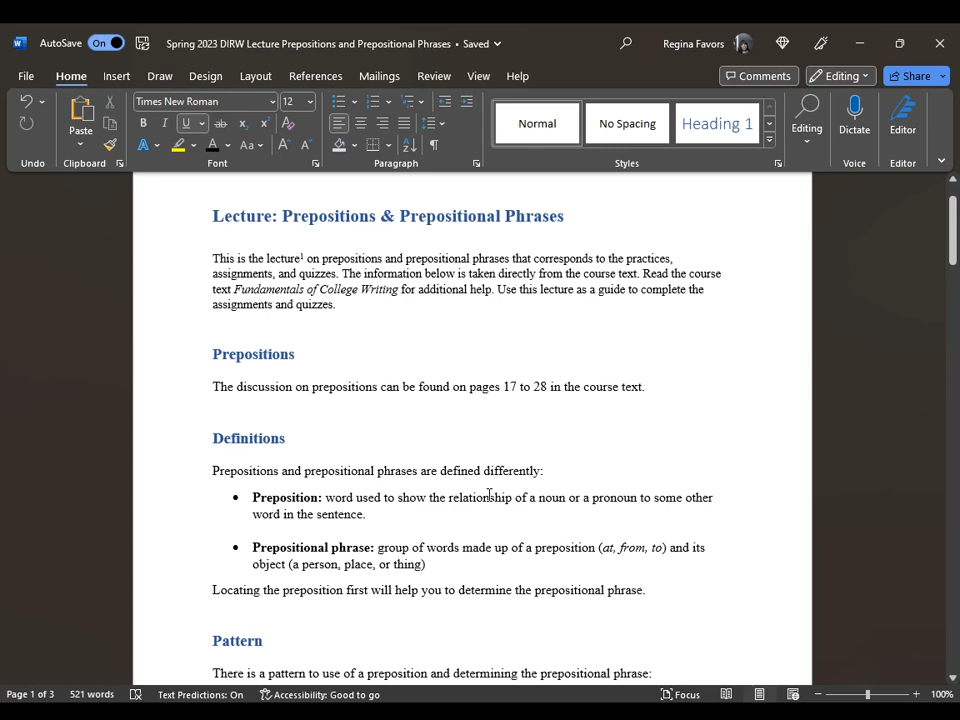 AutoSave On Spring 2023 DIRW Lecture Prepositions and Prepositional Phrases • Saved Regina Favors
File Home Insert Draw Design Layout References Mailings Review View Help Comments Editing Share
Times New Roman 12
Paste
B I U ab x₂ x² A
A A Aa A A
Normal No Spacing Heading 1
Editing Dictate Editor
Undo Clipboard Font Paragraph Styles Voice Editor
Lecture: Prepositions & Prepositional Phrases
This is the lecture¹ on prepositions and prepositional phrases that corresponds to the practices,
assignments, and quizzes. The information below is taken directly from the course text. Read the course
text Fundamentals of College Writing for additional help. Use this lecture as a guide to complete the
assignments and quizzes.
Prepositions
The discussion on prepositions can be found on pages 17 to 28 in the course text.
Definitions
Prepositions and prepositional phrases are defined differently:
• Preposition: word used to show the relationship of a noun or a pronoun to some other
word in the sentence.
• Prepositional phrase: group of words made up of a preposition (at, from, to) and its
object (a person, place, or thing)
Locating the preposition first will help you to determine the prepositional phrase.
Pattern
There is a pattern to use of a preposition and determining the prepositional phrase:
Page 1 of 3 521 words Text Predictions: On Accessibility: Good to go Focus 100%